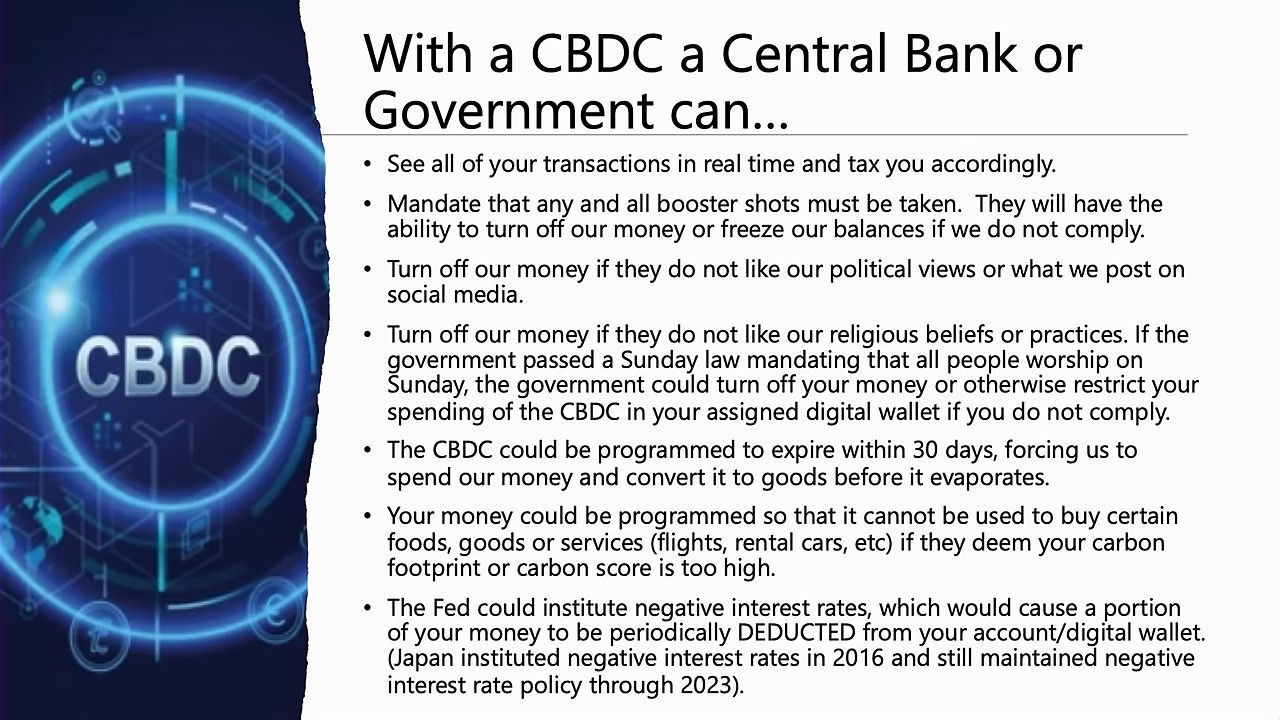 With a CBDC a Central Bank or
Government can...
• See all of your transactions in real time and tax you accordingly.
• Mandate that any and all booster shots must be taken.  They will have the
ability to turn off our money or freeze our balances if we do not comply.
• Turn off our money if they do not like our political views or what we post on
social media.
• Turn off our money if they do not like our religious beliefs or practices. If the
government passed a Sunday law mandating that all people worship on
Sunday, the government could turn off your money or otherwise restrict your
spending of the CBDC in your assigned digital wallet if you do not comply.
• The CBDC could be programmed to expire within 30 days, forcing us to
spend our money and convert it to goods before it evaporates.
• Your money could be programmed so that it cannot be used to buy certain
foods, goods or services (flights, rental cars, etc) if they deem your carbon
footprint or carbon score is too high.
• The Fed could institute negative interest rates, which would cause a portion
of your money to be periodically DEDUCTED from your account/digital wallet.
(Japan instituted negative interest rates in 2016 and still maintained negative
interest rate policy through 2023).
CBDC